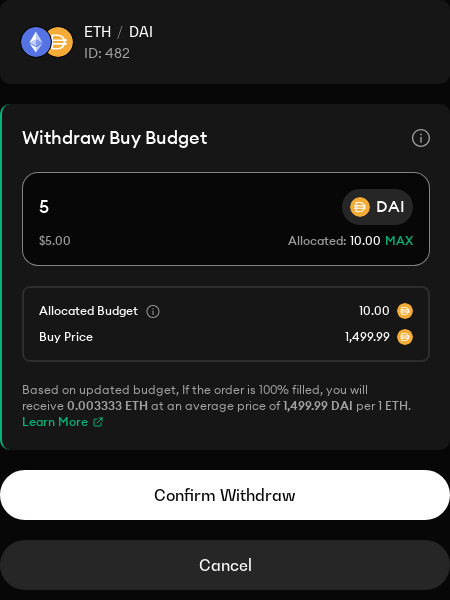 ETH / DAI
ID: 482
Withdraw Buy Budget
5 DAI
$5.00 Allocated: 10.00 MAX
Allocated Budget 10.00
Buy Price 1,499.99
Based on updated budget, If the order is 100% filled, you will
receive 0.003333 ETH at an average price of 1,499.99 DAI per 1 ETH.
Learn More
Confirm Withdraw
Cancel